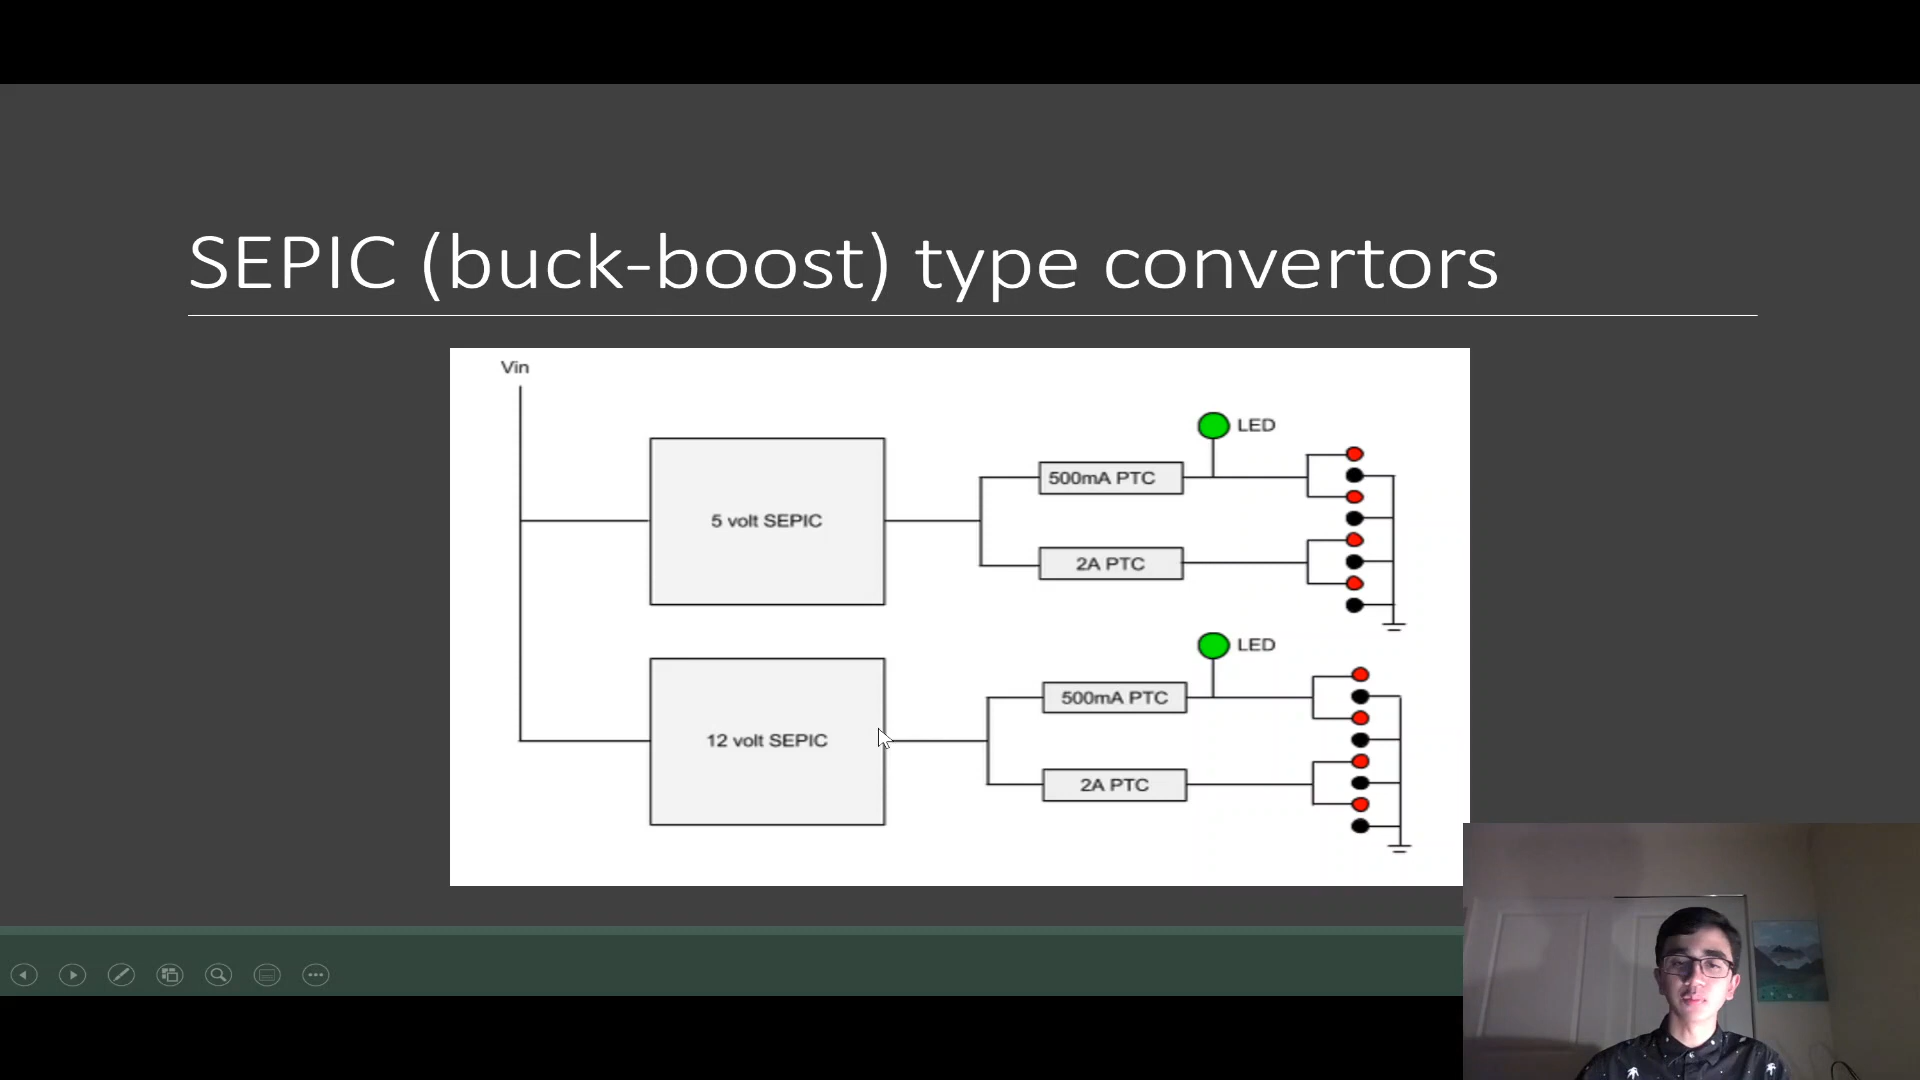 SEPIC (buck-boost) type convertors
Vin
LED
500mA PTC
5 volt SEPIC
2A PTC
LED
500mA PTC
12 volt SEPIC
2A PTC